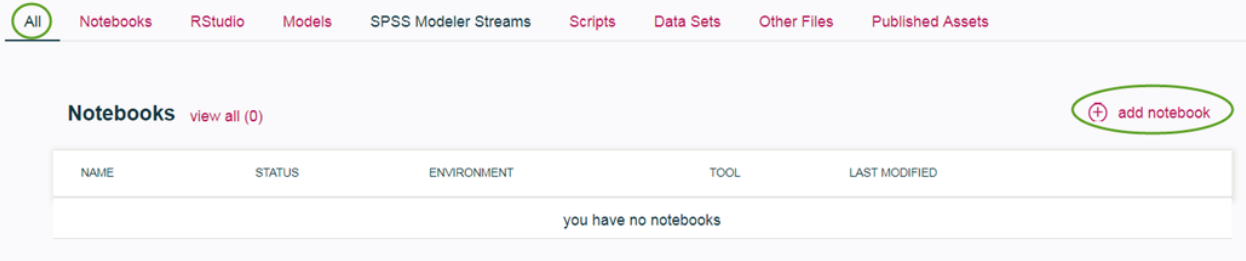 All Notebooks RStudio Models SPSS Modeler Streams Scripts Data Sets Other Files Published Assets
Notebooks view all (0) add notebook
NAME STATUS ENVIRONMENT TOOL LAST MODIFIED
you have no notebooks